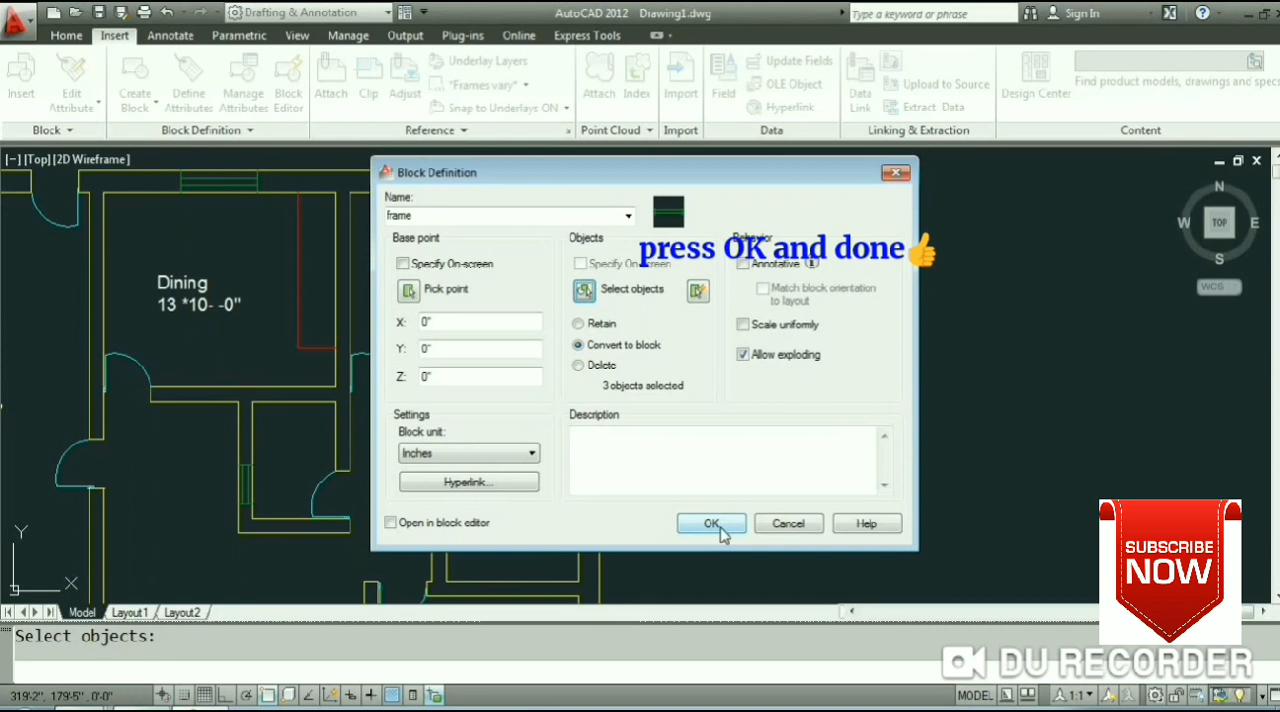 Drafting & Annotation
AutoCAD 2012 Drawing1.dwg
Type a keyword or phrase
Sign In
Home Insert Annotate Parametric View Manage Output Plug-ins Online Express Tools
Underlay Layers
"Frames vary"
Snap to Underlays ON
Update Fields
OLE Object
Hyperlink
Upload to Source
Extract Data
Find product models, drawings and spec
Insert
Edit Attribute
Create Block
Define Attributes
Manage Attributes
Block Editor
Attach Clip Adjust
Attach Index
Import
Field
Data Link
Design Center
Block Block Definition Reference Point Cloud Import Data Linking & Extraction Content
[−] [Top] [2D Wireframe]
Dining
13 *10- -0"
Block Definition
Name:
frame
Base point
Specify On-screen
Pick point
X: 0"
Y: 0"
Z: 0"
Objects
Specify On-screen
Select objects
Retain
Convert to block
Delete
3 objects selected
Behavior
Annotative
Match block orientation
to layout
Scale uniformly
Allow exploding
press OK and done👍
Settings
Block unit:
Inches
Hyperlink...
Description
Open in block editor
OK Cancel Help
N
W TOP E
S
WCS
Y
X
SUBSCRIBE
NOW
Model Layout1 Layout2
Select objects:
DU RECORDER
319'-2", 179'-5", 0'-0"
MODEL
1:1